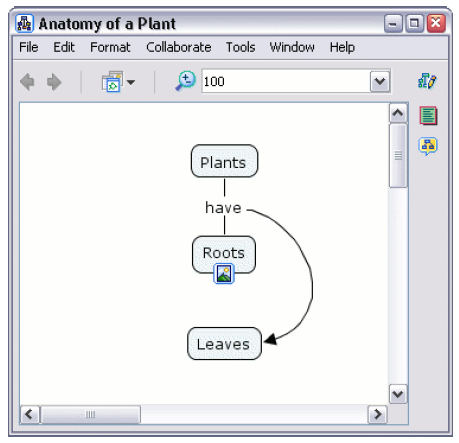 Anatomy of a Plant
File Edit Format Collaborate Tools Window Help
100
Plants
have
Roots
Leaves